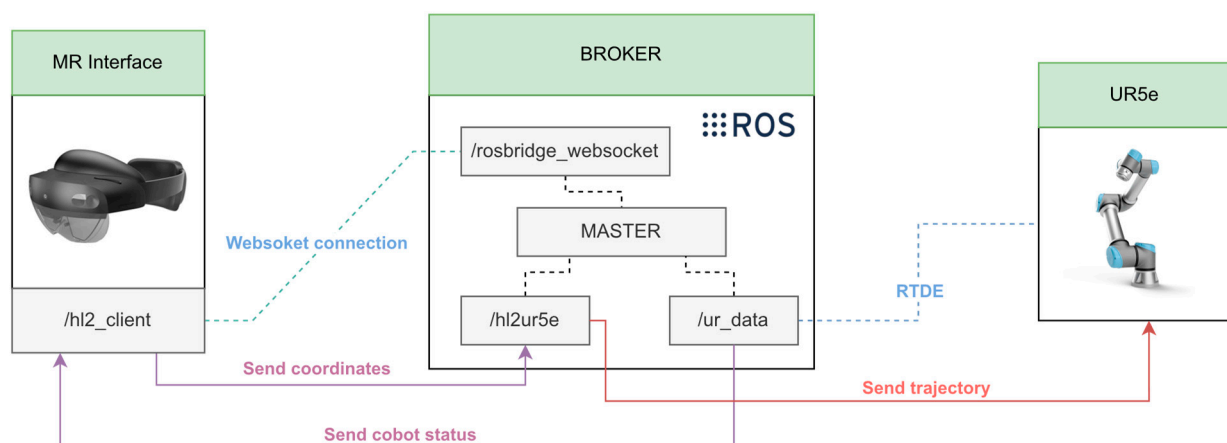 MR Interface
BROKER
UR5e
ROS
/rosbridge_websocket
MASTER
Websoket connection
RTDE
/hl2_client
/hl2ur5e
/ur_data
Send coordinates
Send trajectory
Send cobot status